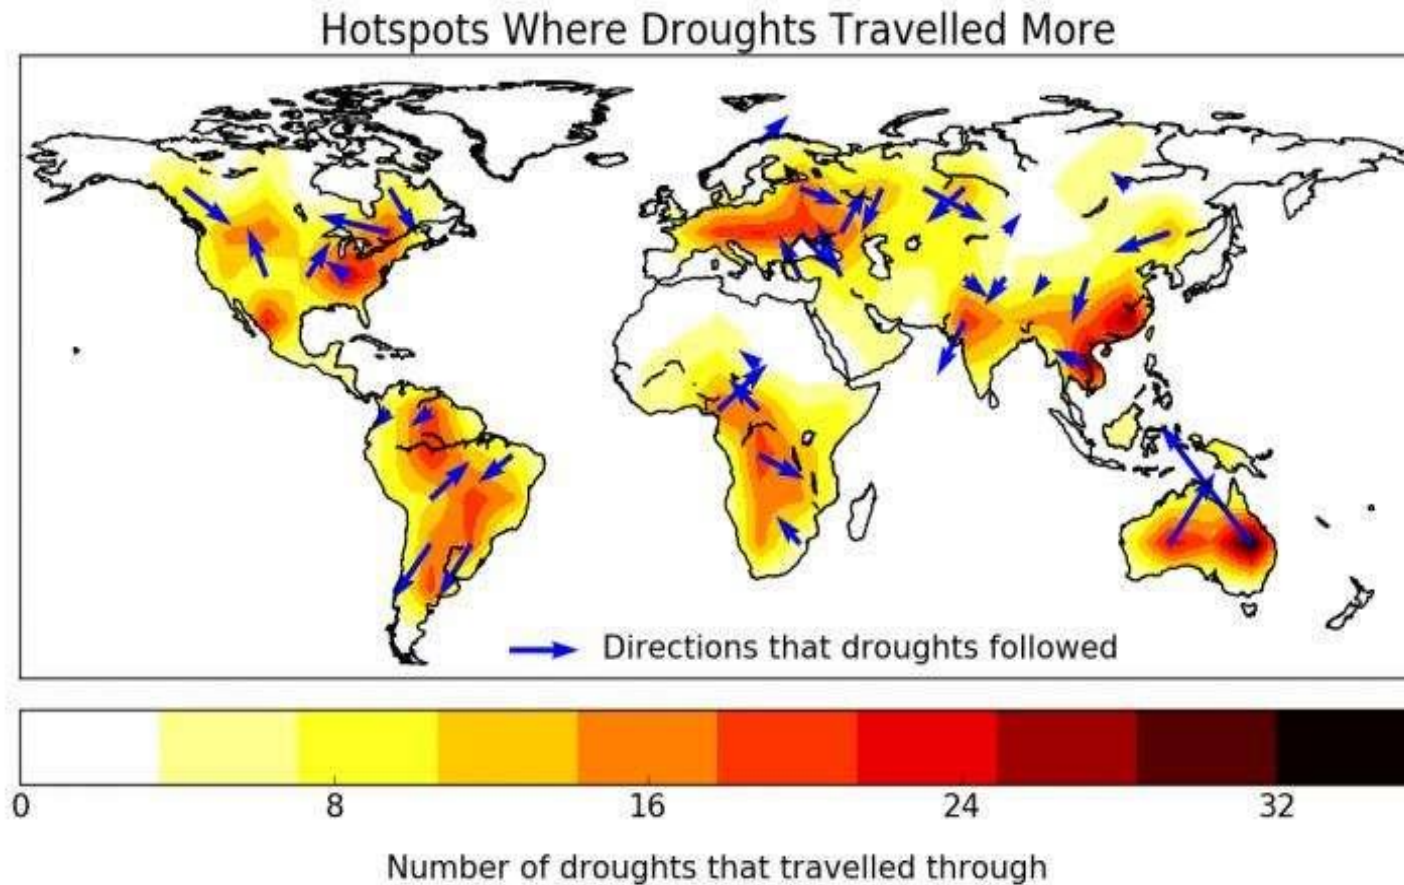 Hotspots Where Droughts Travelled More
Directions that droughts followed
0 8 16 24 32
Number of droughts that travelled through